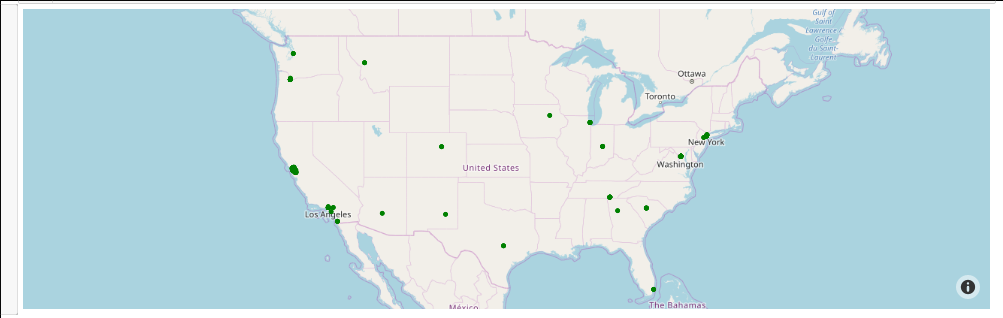 Gulf of
Saint
Lawrence
Golfe
du Saint-
Laurent
Ottawa
Toronto
New York
Washington
United States
Los Angeles
México
The Bahamas